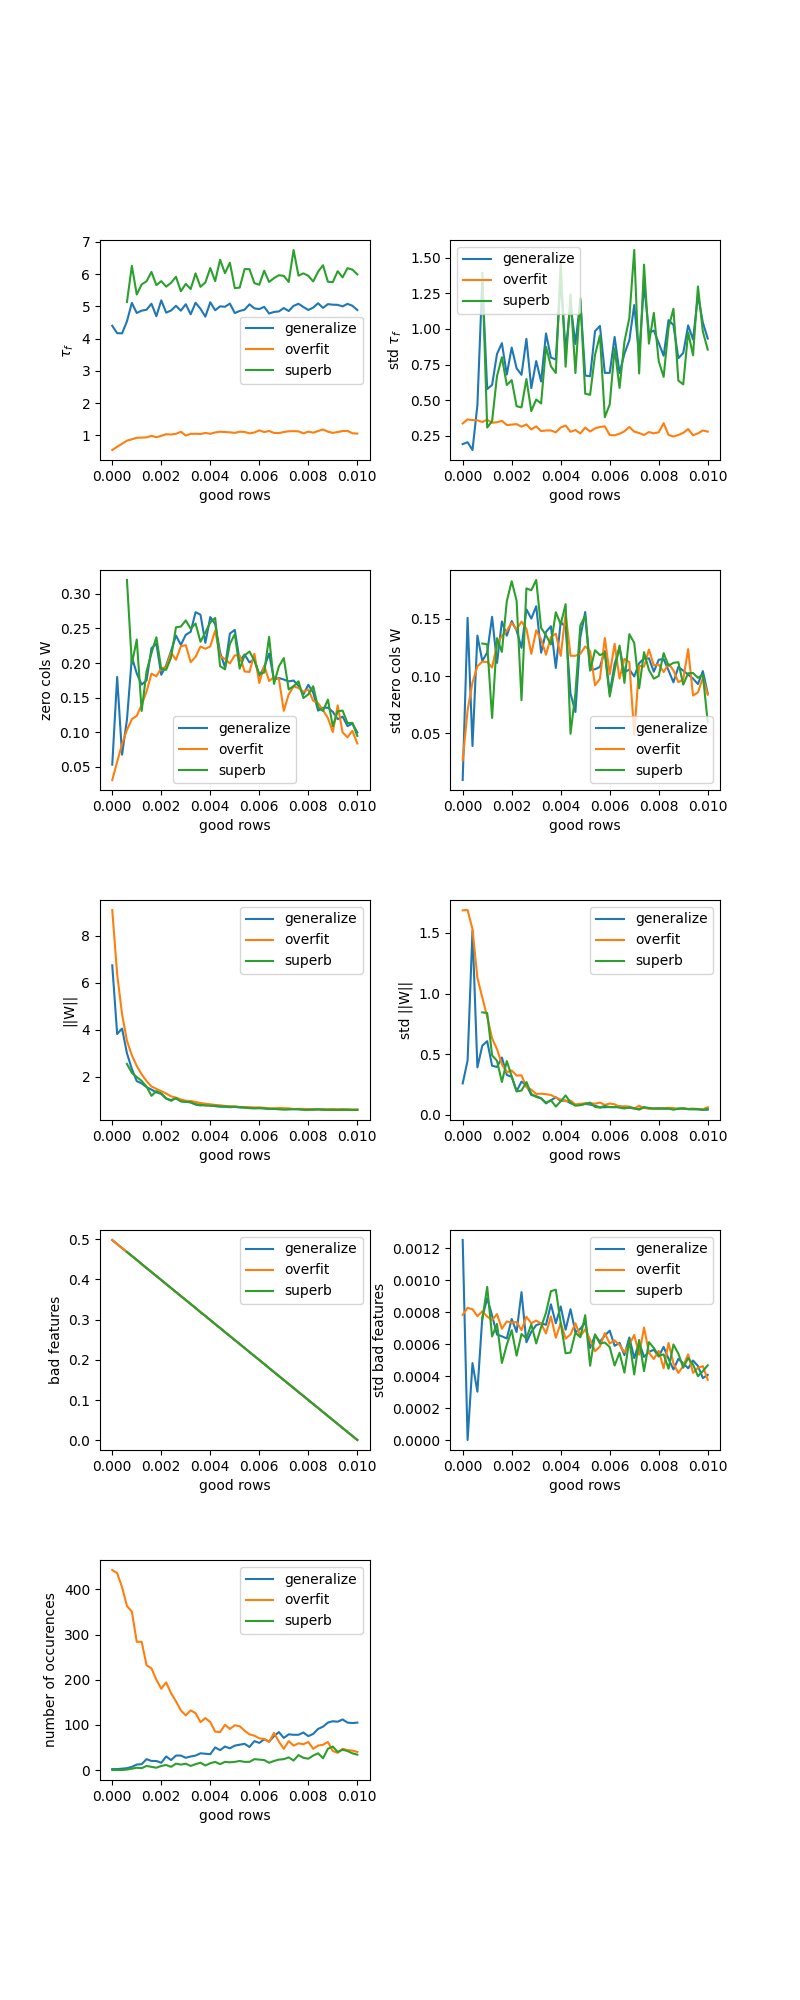 7
6
5
4
3
2
1
τf
0.000 0.002 0.004 0.006 0.008 0.010
good rows
generalize
overfit
superb
1.50
1.25
1.00
0.75
0.50
0.25
std τf
0.000 0.002 0.004 0.006 0.008 0.010
good rows
generalize
overfit
superb
0.30
0.25
0.20
0.15
0.10
0.05
zero cols W
0.000 0.002 0.004 0.006 0.008 0.010
good rows
generalize
overfit
superb
0.15
0.10
0.05
std zero cols W
0.000 0.002 0.004 0.006 0.008 0.010
good rows
generalize
overfit
superb
8
6
4
2
||W||
0.000 0.002 0.004 0.006 0.008 0.010
good rows
generalize
overfit
superb
1.5
1.0
0.5
0.0
std ||W||
0.000 0.002 0.004 0.006 0.008 0.010
good rows
generalize
overfit
superb
0.5
0.4
0.3
0.2
0.1
0.0
bad features
0.000 0.002 0.004 0.006 0.008 0.010
good rows
generalize
overfit
superb
0.0012
0.0010
0.0008
0.0006
0.0004
0.0002
0.0000
std bad features
0.000 0.002 0.004 0.006 0.008 0.010
good rows
generalize
overfit
superb
400
300
200
100
0
number of occurences
0.000 0.002 0.004 0.006 0.008 0.010
good rows
generalize
overfit
superb